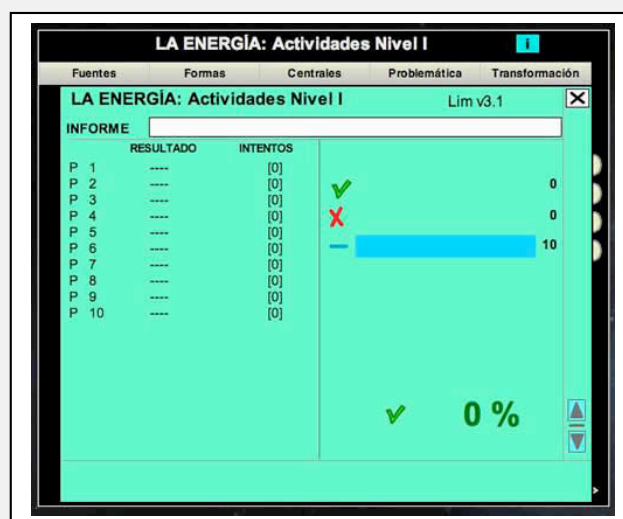 LA ENERGÍA: Actividades Nivel I i
Fuentes Formas Centrales Problemática Transformación
LA ENERGÍA: Actividades Nivel I Lim v3.1 X
INFORME
RESULTADO INTENTOS
P 1 ---- [0]
P 2 ---- [0] 0
P 3 ---- [0]
P 4 ---- [0] 0
P 5 ---- [0]
P 6 ---- [0] 10
P 7 ---- [0]
P 8 ---- [0]
P 9 ---- [0]
P 10 ---- [0]
0 %